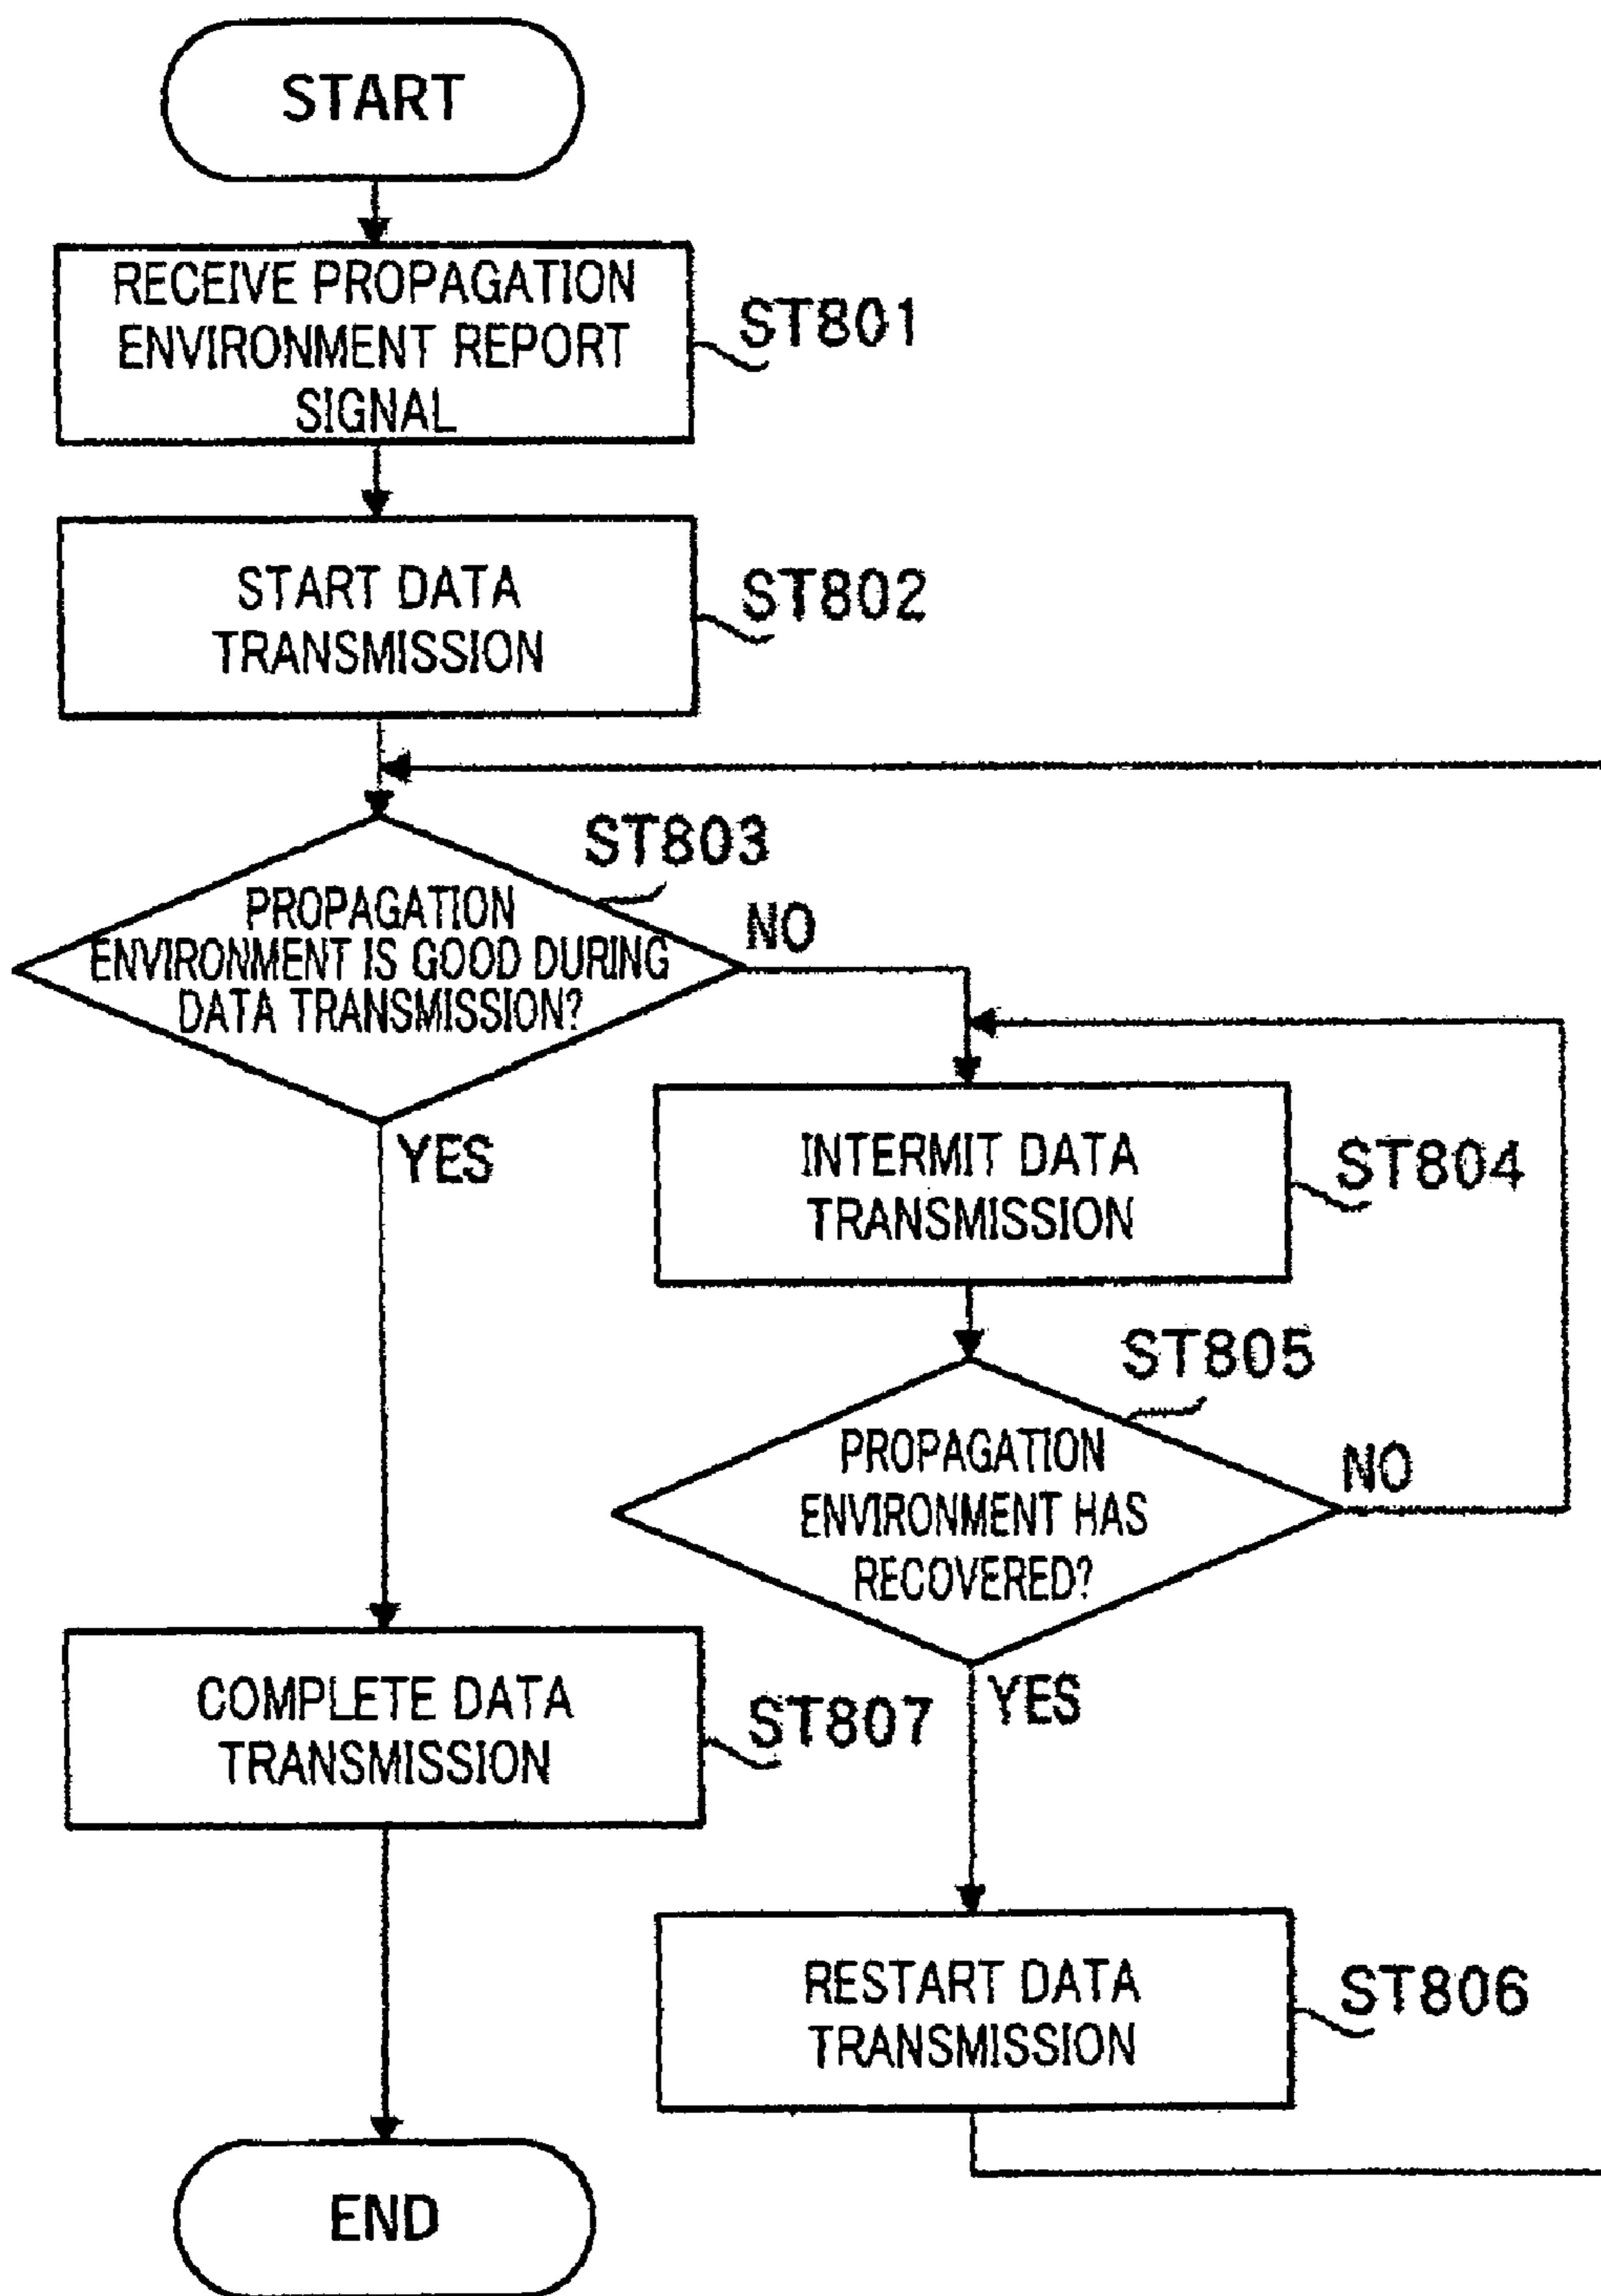 START
RECEIVE PROPAGATION
ENVIRONMENT REPORT
SIGNAL
ST801
START DATA
TRANSMISSION
ST802
ST803
PROPAGATION
ENVIRONMENT IS GOOD DURING
DATA TRANSMISSION?
NO
YES
INTERMIT DATA
TRANSMISSION
ST804
ST805
PROPAGATION
ENVIRONMENT HAS
RECOVERED?
NO
YES
COMPLETE DATA
TRANSMISSION
ST807
RESTART DATA
TRANSMISSION
ST806
END